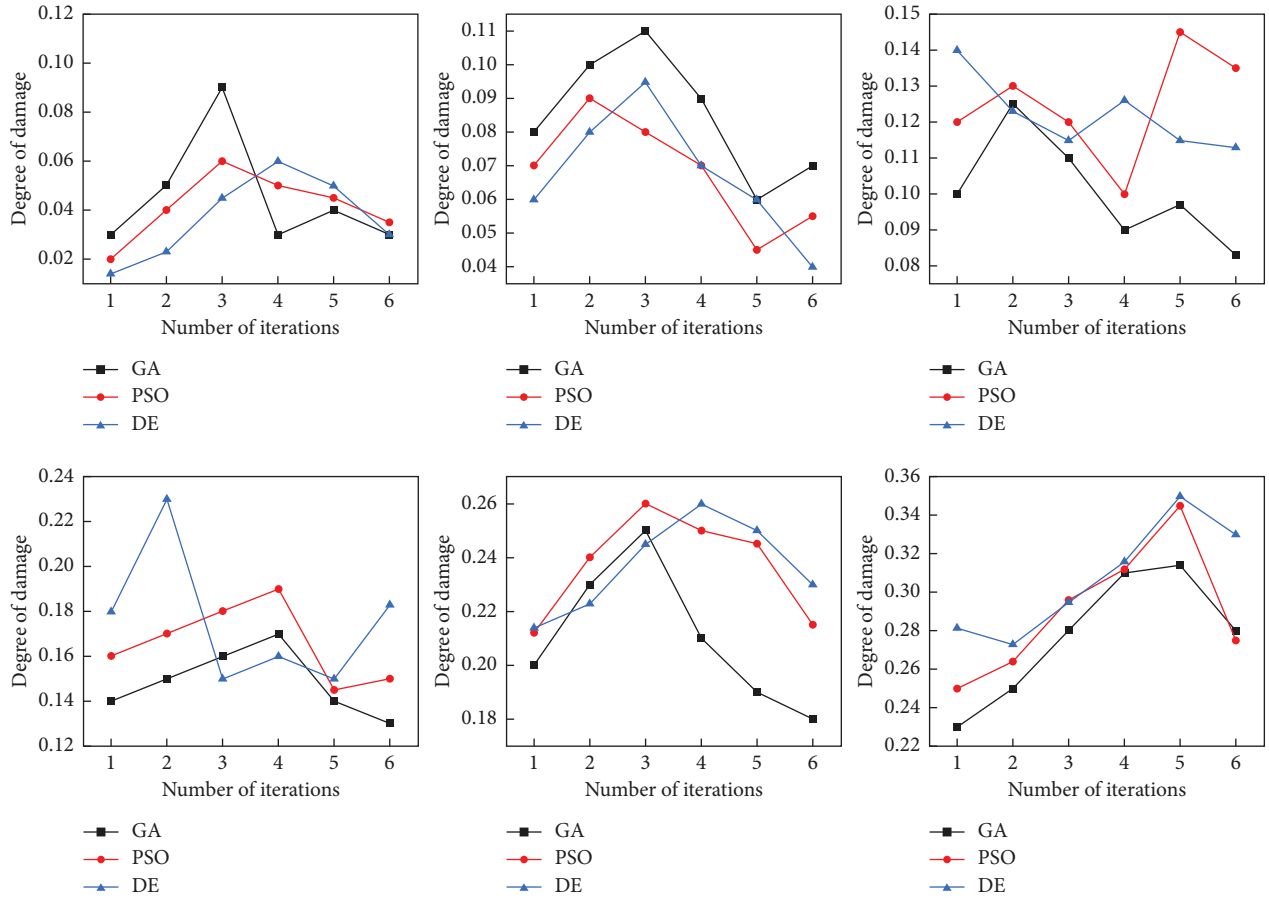 0.12
0.10
0.08
0.06
0.04
0.02
Degree of damage
1 2 3 4 5 6
Number of iterations
GA
PSO
DE
0.11
0.10
0.09
0.08
0.07
0.06
0.05
0.04
Degree of damage
1 2 3 4 5 6
Number of iterations
GA
PSO
DE
0.15
0.14
0.13
0.12
0.11
0.10
0.09
0.08
Degree of damage
1 2 3 4 5 6
Number of iterations
GA
PSO
DE
0.24
0.22
0.20
0.18
0.16
0.14
0.12
Degree of damage
1 2 3 4 5 6
Number of iterations
GA
PSO
DE
0.26
0.24
0.22
0.20
0.18
Degree of damage
1 2 3 4 5 6
Number of iterations
GA
PSO
DE
0.36
0.34
0.32
0.30
0.28
0.26
0.24
0.22
Degree of damage
1 2 3 4 5 6
Number of iterations
GA
PSO
DE